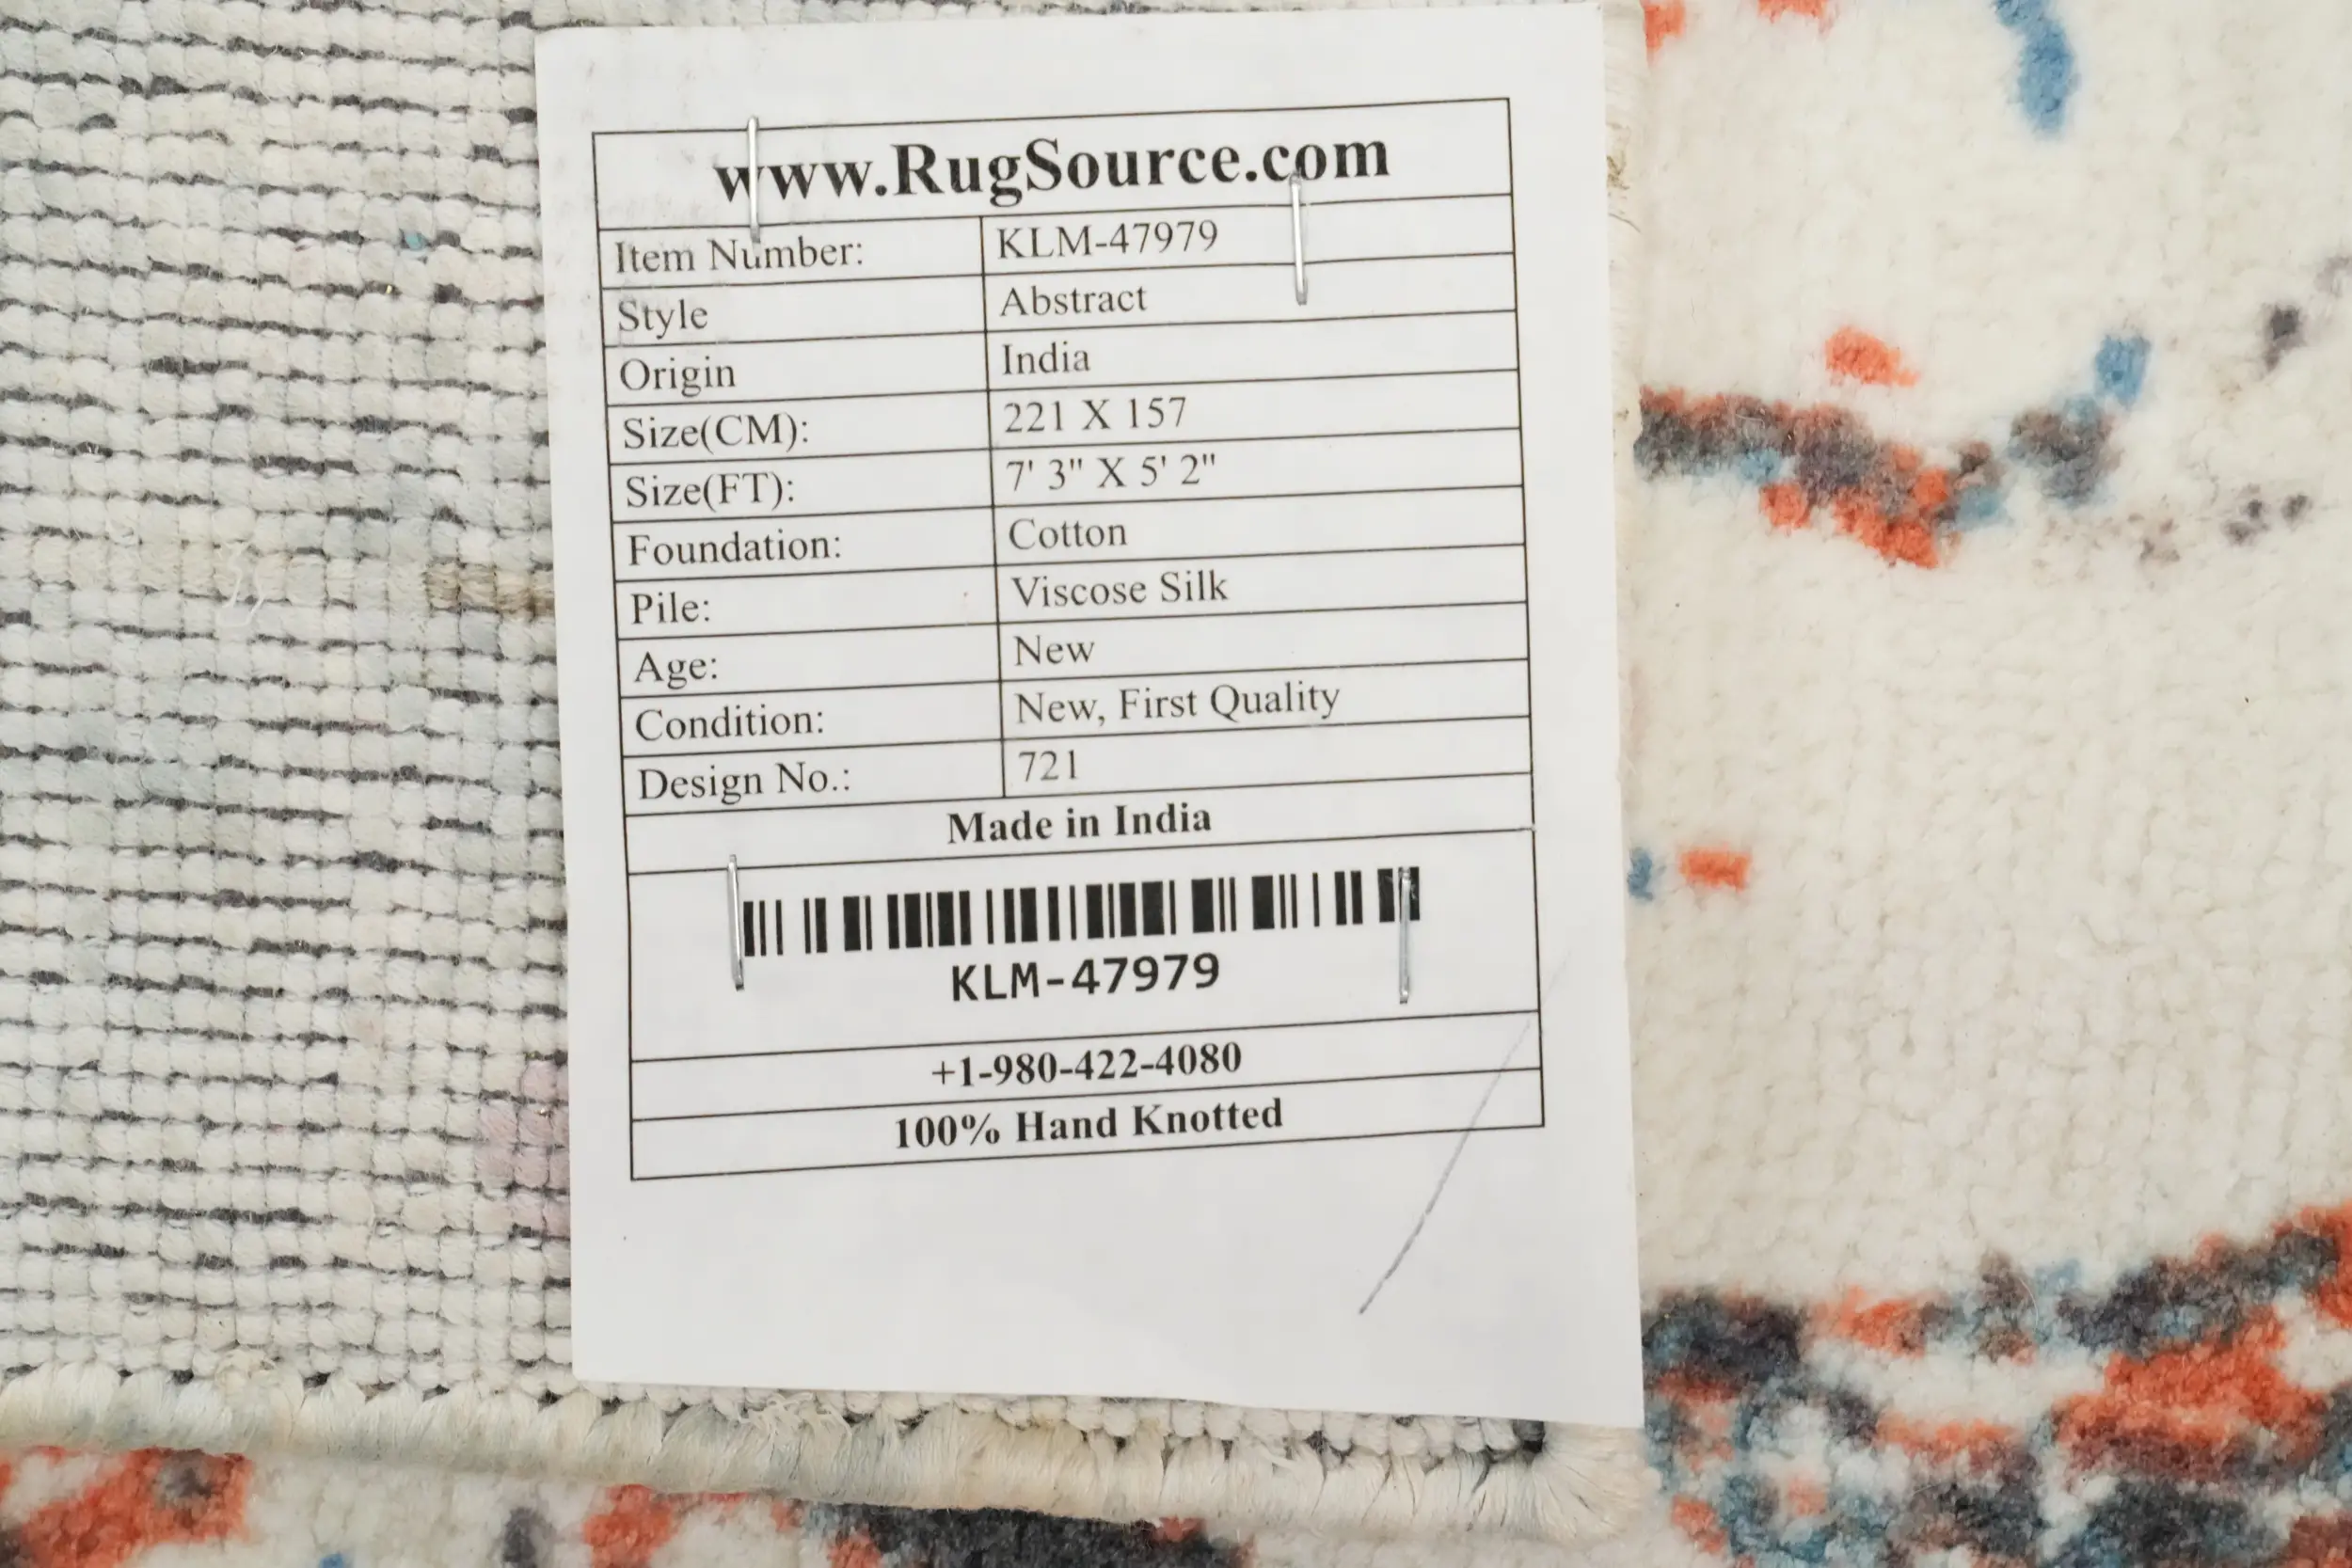 www.RugSource.com
Item Number: KLM-47979
Style Abstract
Origin India
Size(CM): 221 X 157
Size(FT): 7' 3" X 5' 2"
Foundation: Cotton
Pile: Viscose Silk
Age: New
Condition: New, First Quality
Design No.: 721
Made in India
KLM-47979
+1-980-422-4080
100% Hand Knotted